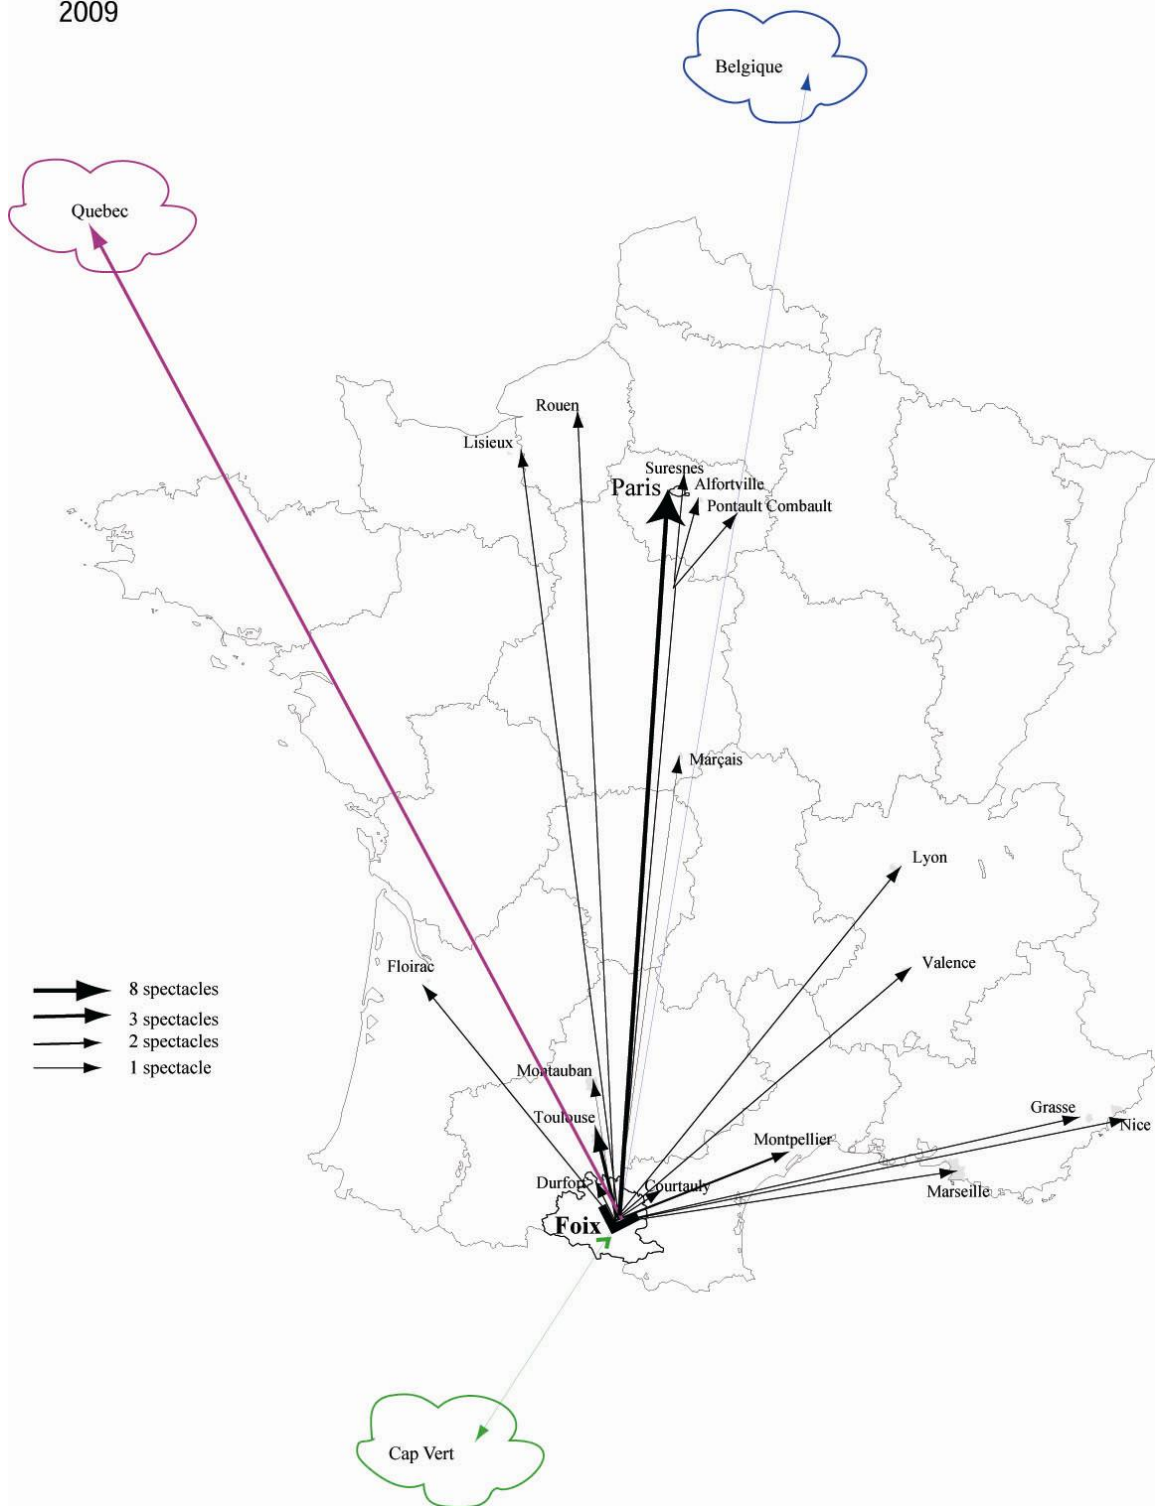 2009
Belgique
Quebec
Rouen
Lisieux
Suresnes
Paris
Alfortville
Pontault Combault
Marçais
Lyon
Valence
Floirac
8 spectacles
3 spectacles
2 spectacles
1 spectacle
Montauban
Toulouse
Grasse
Nice
Montpellier
Durfort
Courtauly
Marseille
Foix
Cap Vert